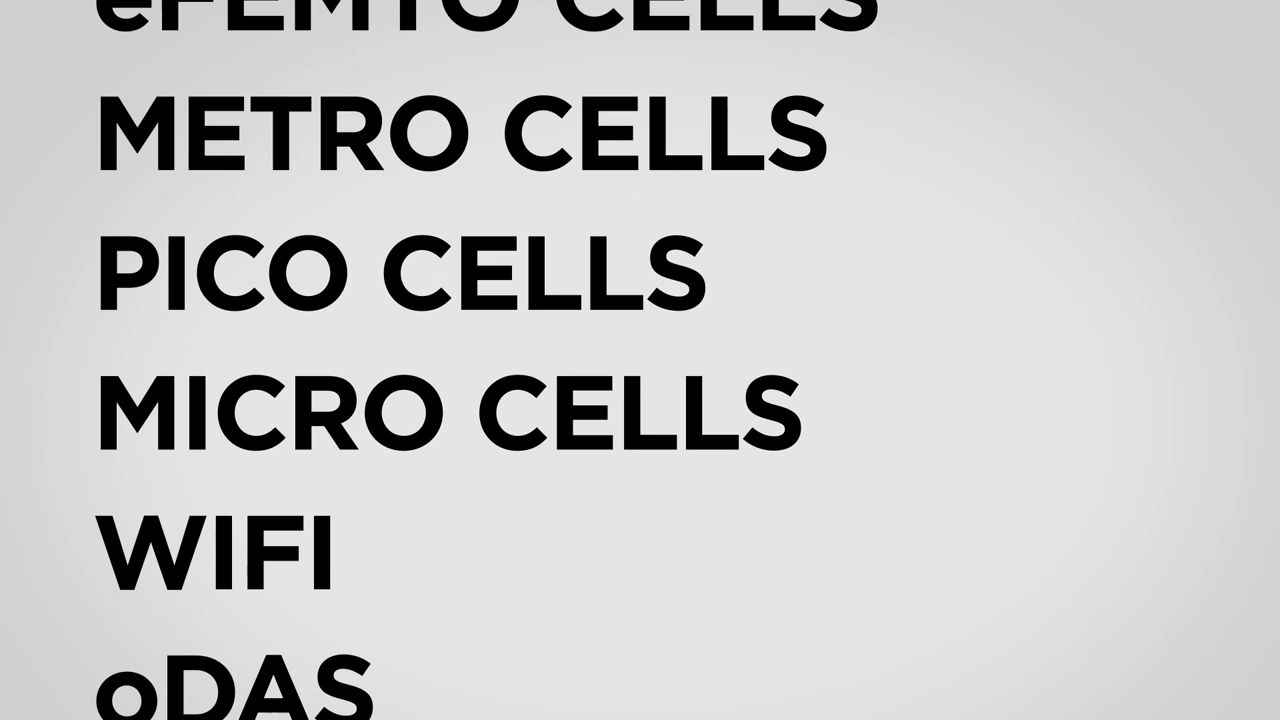 eFEMTO CELLS
METRO CELLS
PICO CELLS
MICRO CELLS
WIFI
oDAS